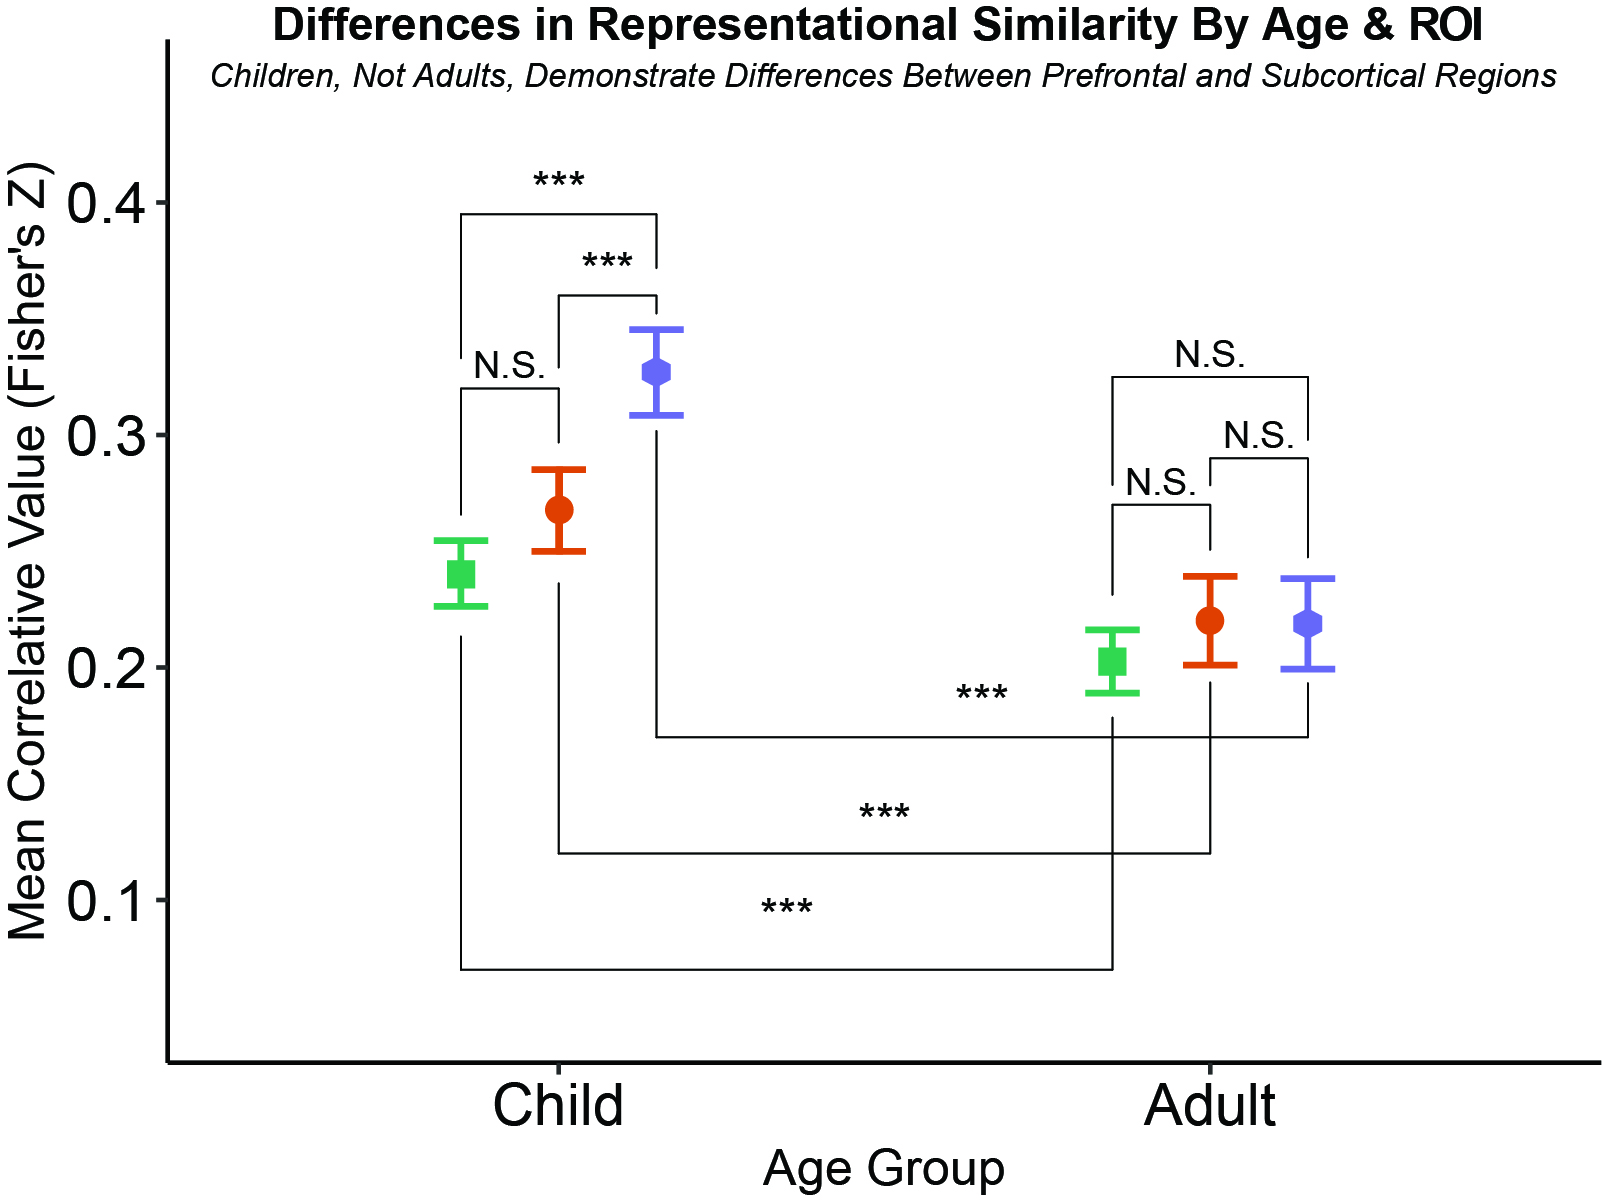 Differences in Representational Similarity By Age & ROI
Children, Not Adults, Demonstrate Differences Between Prefrontal and Subcortical Regions
Mean Correlative Value (Fisher's Z)
0.4
0.3
0.2
0.1
***
***
N.S.
N.S.
N.S.
N.S.
***
***
***
Child
Adult
Age Group